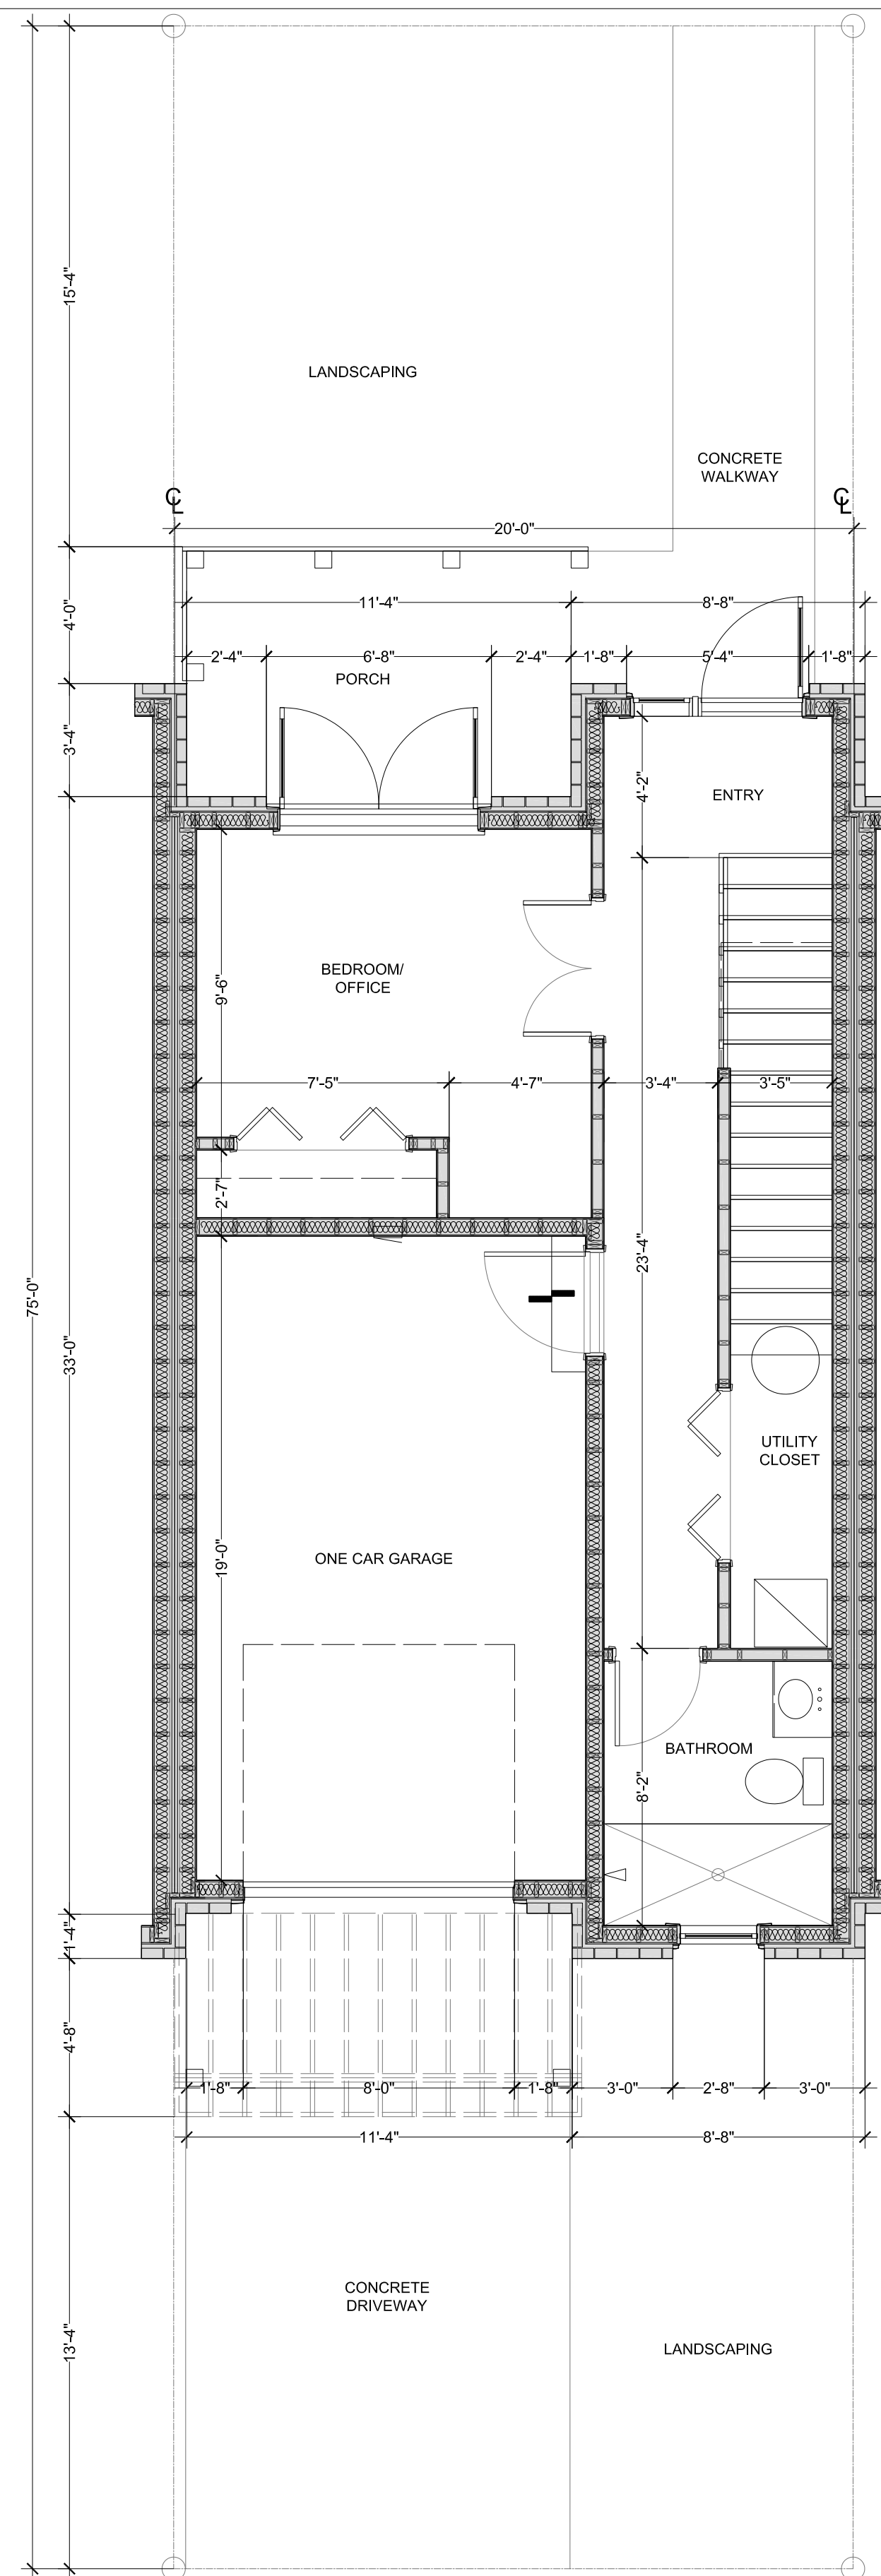 15'-4"
LANDSCAPING
CONCRETE
WALKWAY
℄
℄
20'-0"
4'-0"
11'-4"
8'-8"
2'-4"
6'-8"
2'-4"
1'-8"
5'-4"
1'-8"
PORCH
3'-4"
4'-2"
ENTRY
BEDROOM/
OFFICE
9'-6"
7'-5"
4'-7"
3'-4"
3'-5"
2'-7"
23'-4"
75'-0"
33'-0"
UTILITY
CLOSET
19'-0"
ONE CAR GARAGE
BATHROOM
8'-2"
1'-4"
4'-8"
1'-8"
8'-0"
1'-8"
3'-0"
2'-8"
3'-0"
11'-4"
8'-8"
CONCRETE
DRIVEWAY
13'-4"
LANDSCAPING